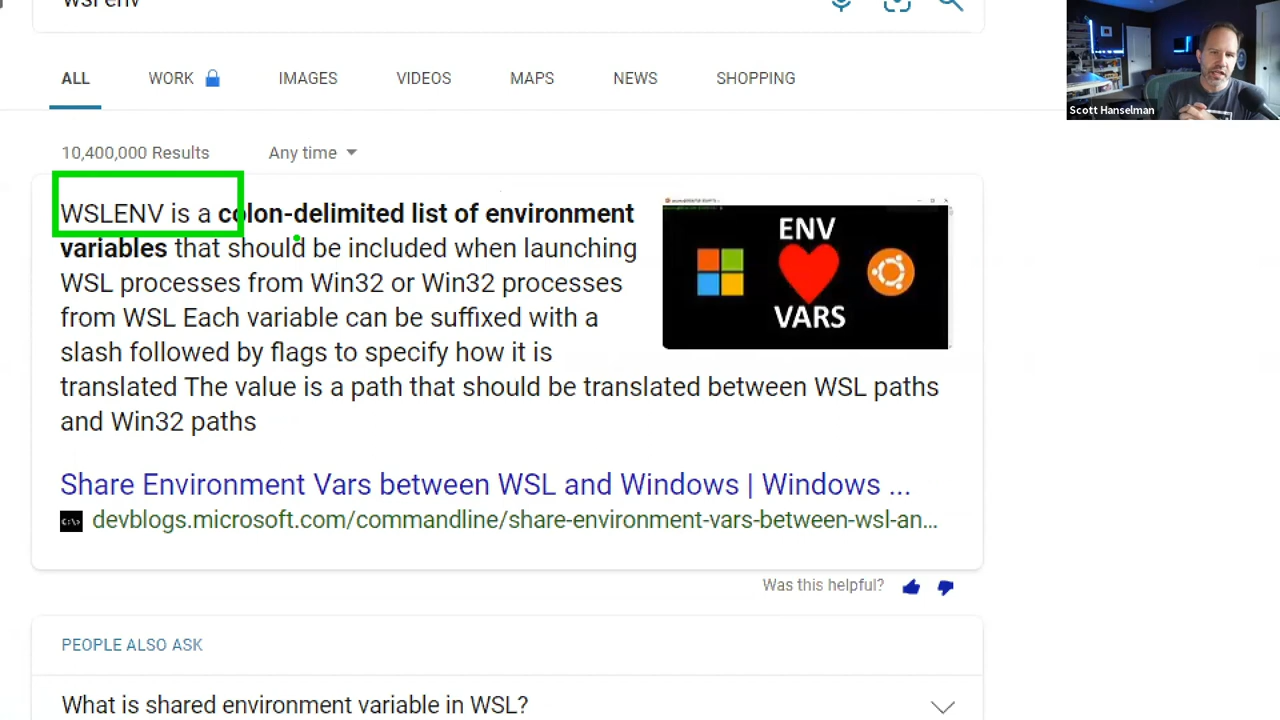 wsl env
ALL WORK IMAGES VIDEOS MAPS NEWS SHOPPING
Scott Hanselman
10,400,000 Results Any time
WSLENV is a colon-delimited list of environment
variables that should be included when launching
WSL processes from Win32 or Win32 processes
from WSL Each variable can be suffixed with a
slash followed by flags to specify how it is
translated The value is a path that should be translated between WSL paths
and Win32 paths
ENV
VARS
Share Environment Vars between WSL and Windows | Windows ...
C:\>
devblogs.microsoft.com/commandline/share-environment-vars-between-wsl-an...
Was this helpful?
PEOPLE ALSO ASK
What is shared environment variable in WSL?